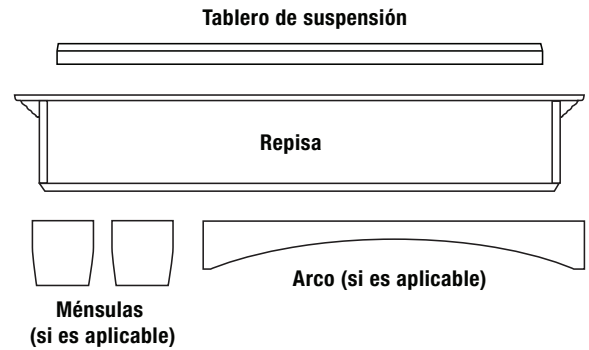 Tablero de suspensión
Repisa
Arco (si es aplicable)
Ménsulas
(si es aplicable)